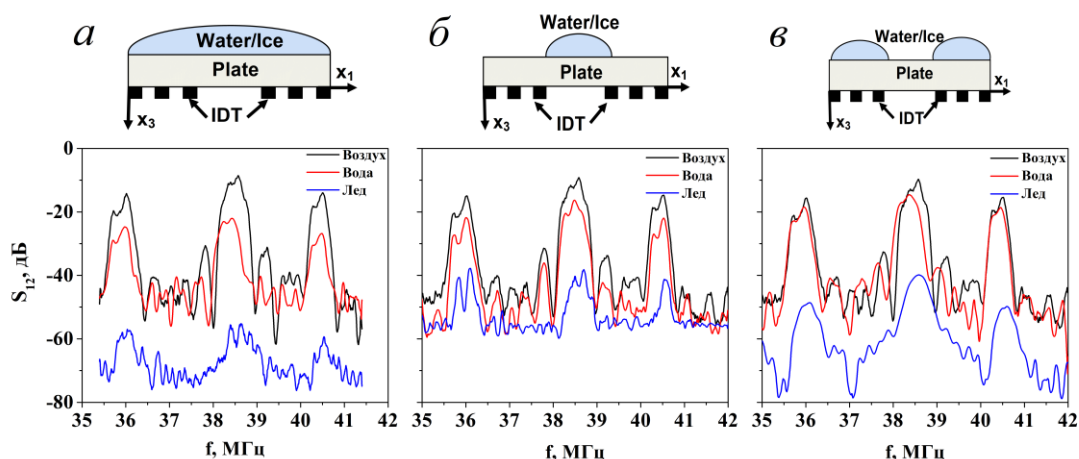 а
Water/Ice
Plate
x1
IDT
x3
б
Water/Ice
Plate
x1
IDT
x3
в
Water/Ice
Plate
x1
IDT
x3
S12, дБ
0
-20
-40
-60
-80
Воздух
Вода
Лед
35 36 37 38 39 40 41 42
f, МГц
Воздух
Вода
Лед
35 36 37 38 39 40 41 42
f, МГц
Воздух
Вода
Лед
35 36 37 38 39 40 41 42
f, МГц